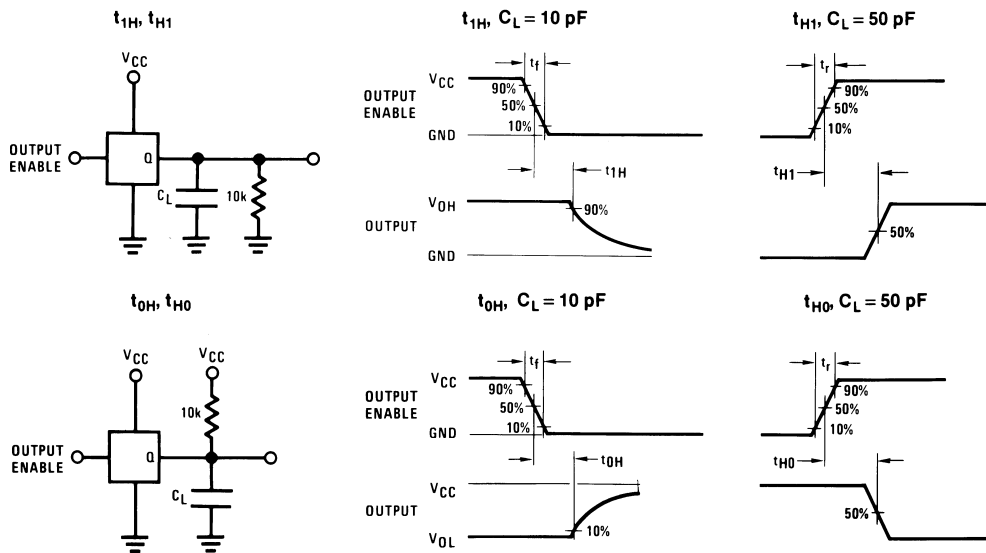 t1H, tH1
VCC
OUTPUT
ENABLE
Q
CL
10k
t1H, CL = 10 pF
tf
VCC
90%
OUTPUT
ENABLE
50%
10%
GND
t1H
VOH
90%
OUTPUT
GND
tH1, CL = 50 pF
tr
90%
50%
10%
tH1
50%
t0H, tH0
VCC
VCC
10k
OUTPUT
ENABLE
Q
CL
t0H, CL = 10 pF
tf
VCC
90%
OUTPUT
ENABLE
50%
10%
GND
t0H
VCC
OUTPUT
10%
VOL
tH0, CL = 50 pF
tr
90%
50%
10%
tH0
50%